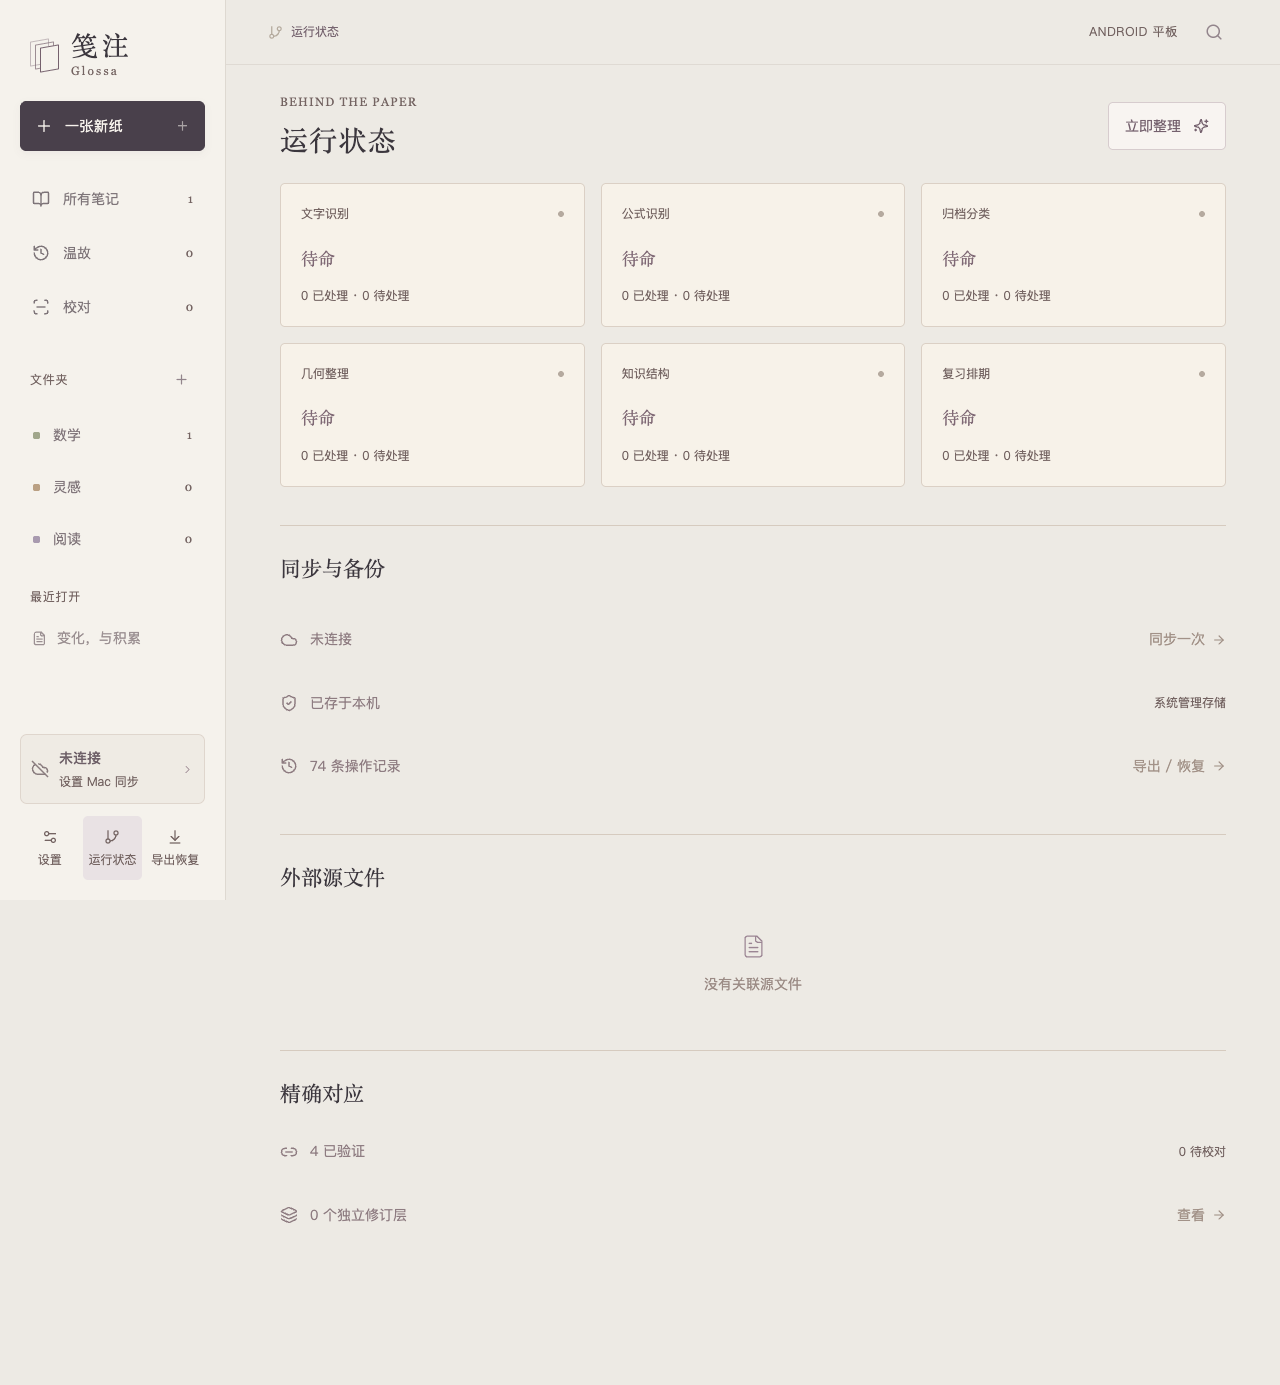 笺注
Glossa
一张新纸
所有笔记 1
温故 0
校对 0
文件夹
数学 1
灵感 0
阅读 0
最近打开
变化，与积累
未连接
设置 Mac 同步
设置
运行状态
导出恢复
运行状态
ANDROID 平板
BEHIND THE PAPER
运行状态
立即整理
文字识别
待命
0 已处理 · 0 待处理
公式识别
待命
0 已处理 · 0 待处理
归档分类
待命
0 已处理 · 0 待处理
几何整理
待命
0 已处理 · 0 待处理
知识结构
待命
0 已处理 · 0 待处理
复习排期
待命
0 已处理 · 0 待处理
同步与备份
未连接 同步一次
已存于本机 系统管理存储
74 条操作记录 导出 / 恢复
外部源文件
没有关联源文件
精确对应
4 已验证 0 待校对
0 个独立修订层 查看